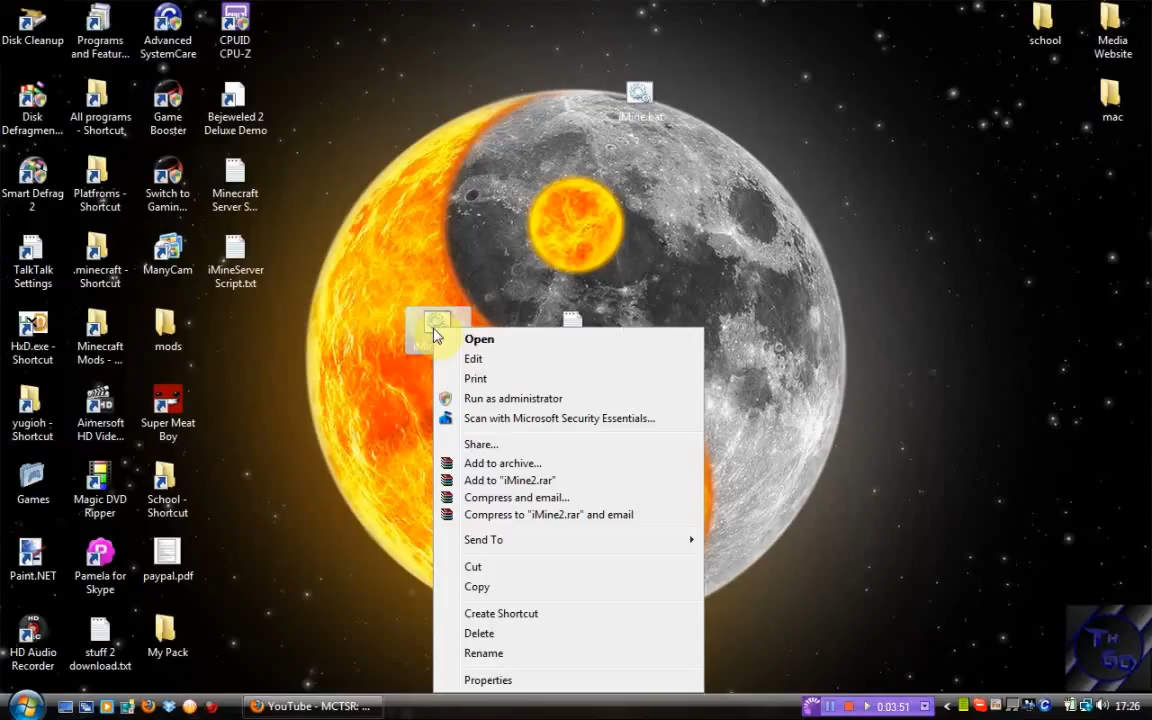 Disk Cleanup
Programs
and Featur...
Advanced
SystemCare
CPUID
CPU-Z
school
Media
Website
Disk
Defragmen...
All programs
- Shortcut
Game
Booster
Bejeweled 2
Deluxe Demo
iMine.bat
mac
Smart Defrag
2
Platfroms -
Shortcut
Switch to
Gamin...
Minecraft
Server S...
TalkTalk
Settings
.minecraft -
Shortcut
ManyCam
iMineServer
Script.txt
HxD.exe -
Shortcut
Minecraft
Mods - ...
mods
yugioh -
Shortcut
Aimersoft
HD Vide...
Super Meat
Boy
Games
Magic DVD
Ripper
School -
Shortcut
Paint.NET
Pamela for
Skype
paypal.pdf
HD Audio
Recorder
stuff 2
download.txt
My Pack
Open
Edit
Print
Run as administrator
Scan with Microsoft Security Essentials...
Share...
Add to archive...
Add to "iMine2.rar"
Compress and email...
Compress to "iMine2.rar" and email
Send To
Cut
Copy
Create Shortcut
Delete
Rename
Properties
YouTube - MCTSR: ...
0:03:51
17:26